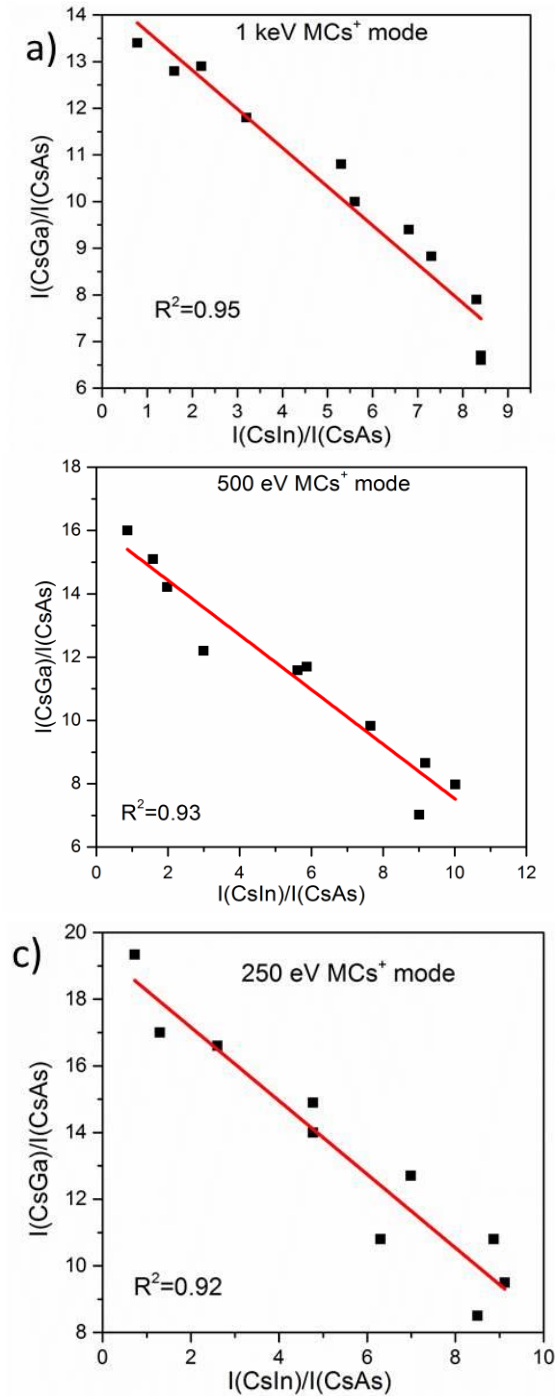 a)
1 keV MCs⁺ mode
14
13
12
11
10
9
8
7
6
I(CsGa)/I(CsAs)
R²=0.95
0 1 2 3 4 5 6 7 8 9
I(CsIn)/I(CsAs)
500 eV MCs⁺ mode
18
16
14
12
10
8
6
I(CsGa)/I(CsAs)
R²=0.93
0 2 4 6 8 10 12
I(CsIn)/I(CsAs)
c)
250 eV MCs⁺ mode
20
18
16
14
12
10
8
I(CsGa)/I(CsAs)
R²=0.92
0 2 4 6 8 10
I(CsIn)/I(CsAs)